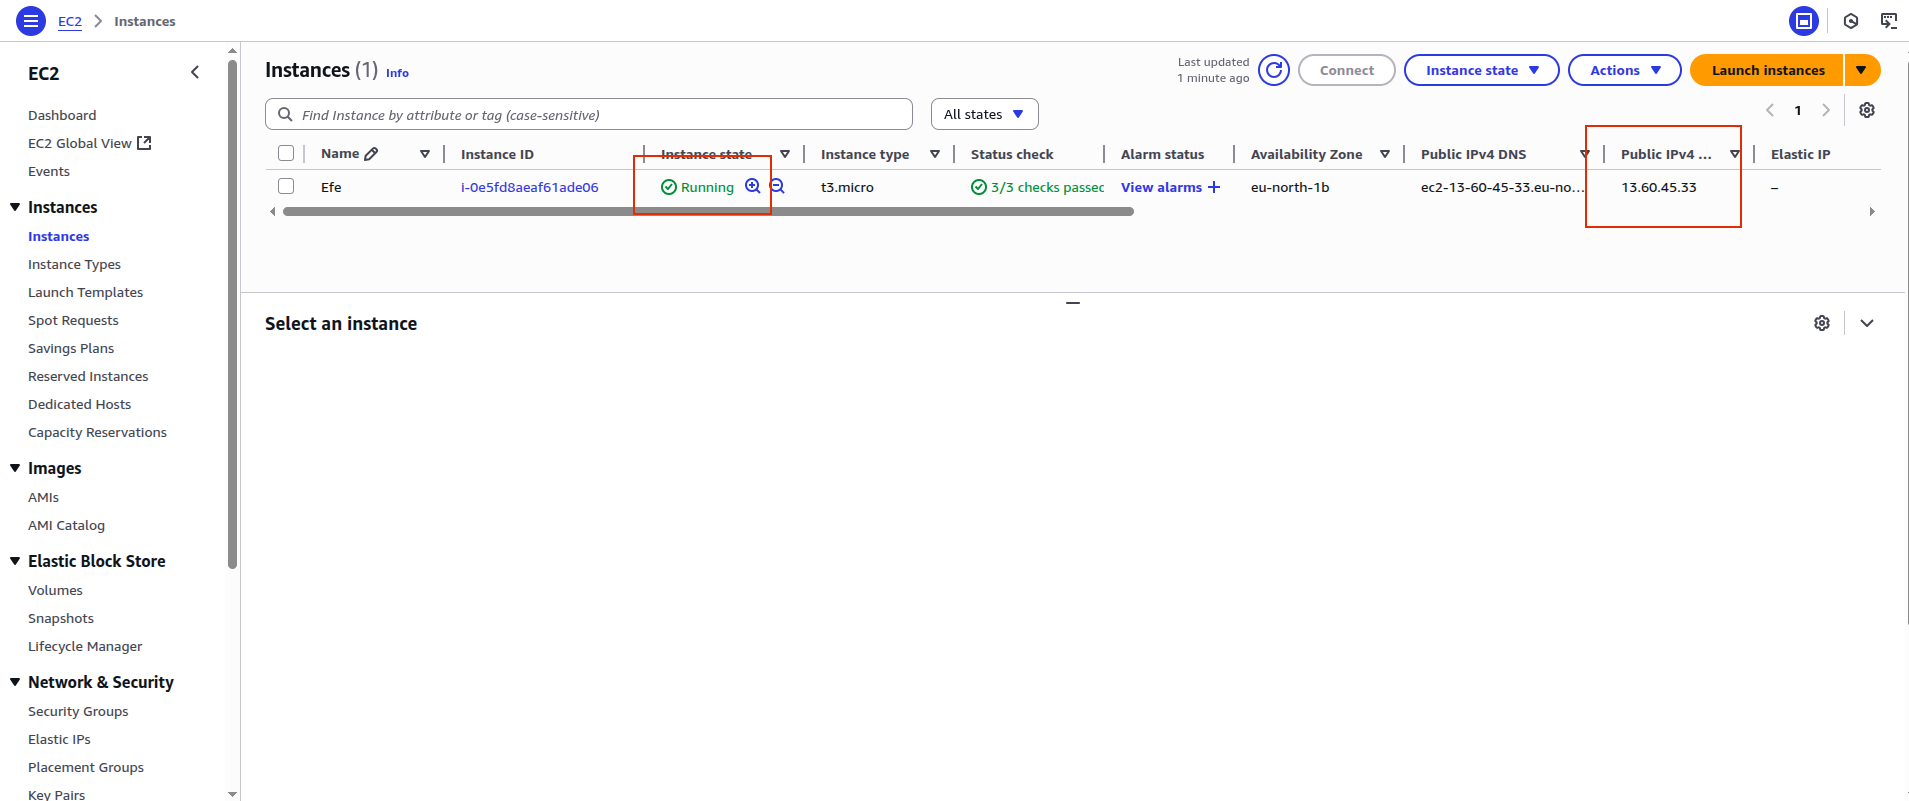 EC2 > Instances
EC2
Dashboard
EC2 Global View
Events
Instances
Instances
Instance Types
Launch Templates
Spot Requests
Savings Plans
Reserved Instances
Dedicated Hosts
Capacity Reservations
Images
AMIs
AMI Catalog
Elastic Block Store
Volumes
Snapshots
Lifecycle Manager
Network & Security
Security Groups
Elastic IPs
Placement Groups
Key Pairs
Instances (1) Info
Last updated
1 minute ago
Connect
Instance state
Actions
Launch instances
Find Instance by attribute or tag (case-sensitive)
All states
1
Name Instance ID Instance state Instance type Status check Alarm status Availability Zone Public IPv4 DNS Public IPv4 ... Elastic IP
Efe i-0e5fd8aeaf61ade06 Running t3.micro 3/3 checks passec View alarms + eu-north-1b ec2-13-60-45-33.eu-no... 13.60.45.33 –
Select an instance